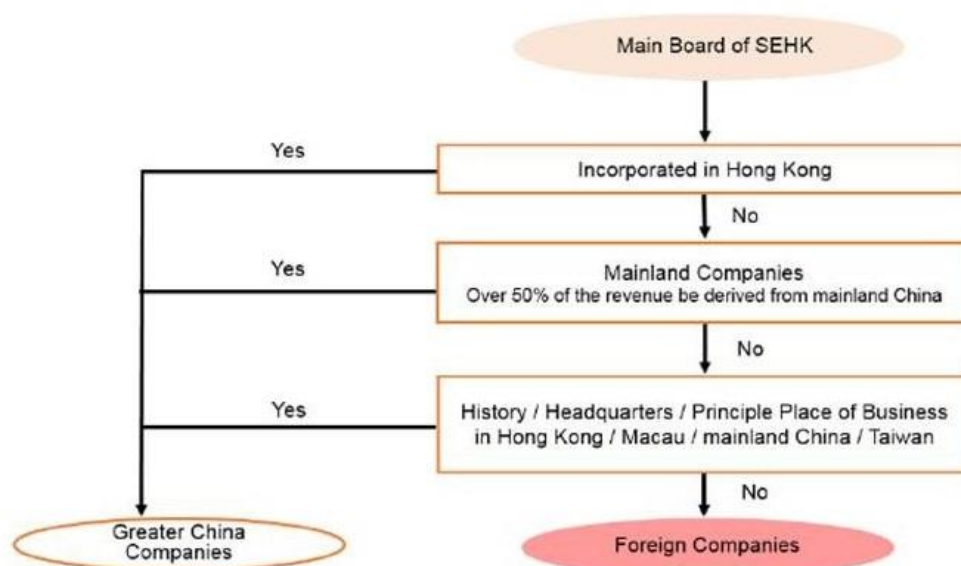 Main Board of SEHK
Yes
Incorporated in Hong Kong
No
Yes
Mainland Companies
Over 50% of the revenue be derived from mainland China
No
Yes
History / Headquarters / Principle Place of Business
in Hong Kong / Macau / mainland China / Taiwan
No
Greater China
Companies
Foreign Companies